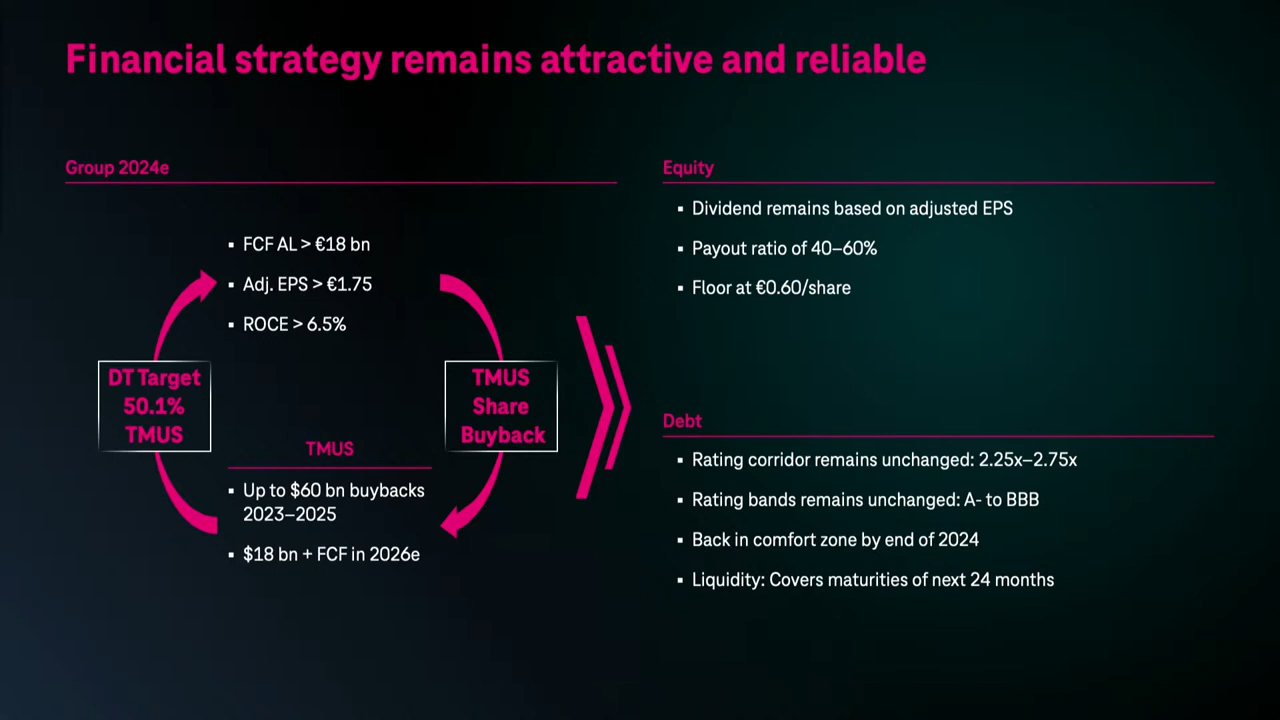 Financial strategy remains attractive and reliable
Group 2024e
▪ FCF AL > €18 bn
▪ Adj. EPS > €1.75
▪ ROCE > 6.5%
DT Target
50.1%
TMUS
TMUS
Share
Buyback
TMUS
▪ Up to $60 bn buybacks
2023–2025
▪ $18 bn + FCF in 2026e
Equity
▪ Dividend remains based on adjusted EPS
▪ Payout ratio of 40–60%
▪ Floor at €0.60/share
Debt
▪ Rating corridor remains unchanged: 2.25x–2.75x
▪ Rating bands remains unchanged: A- to BBB
▪ Back in comfort zone by end of 2024
▪ Liquidity: Covers maturities of next 24 months